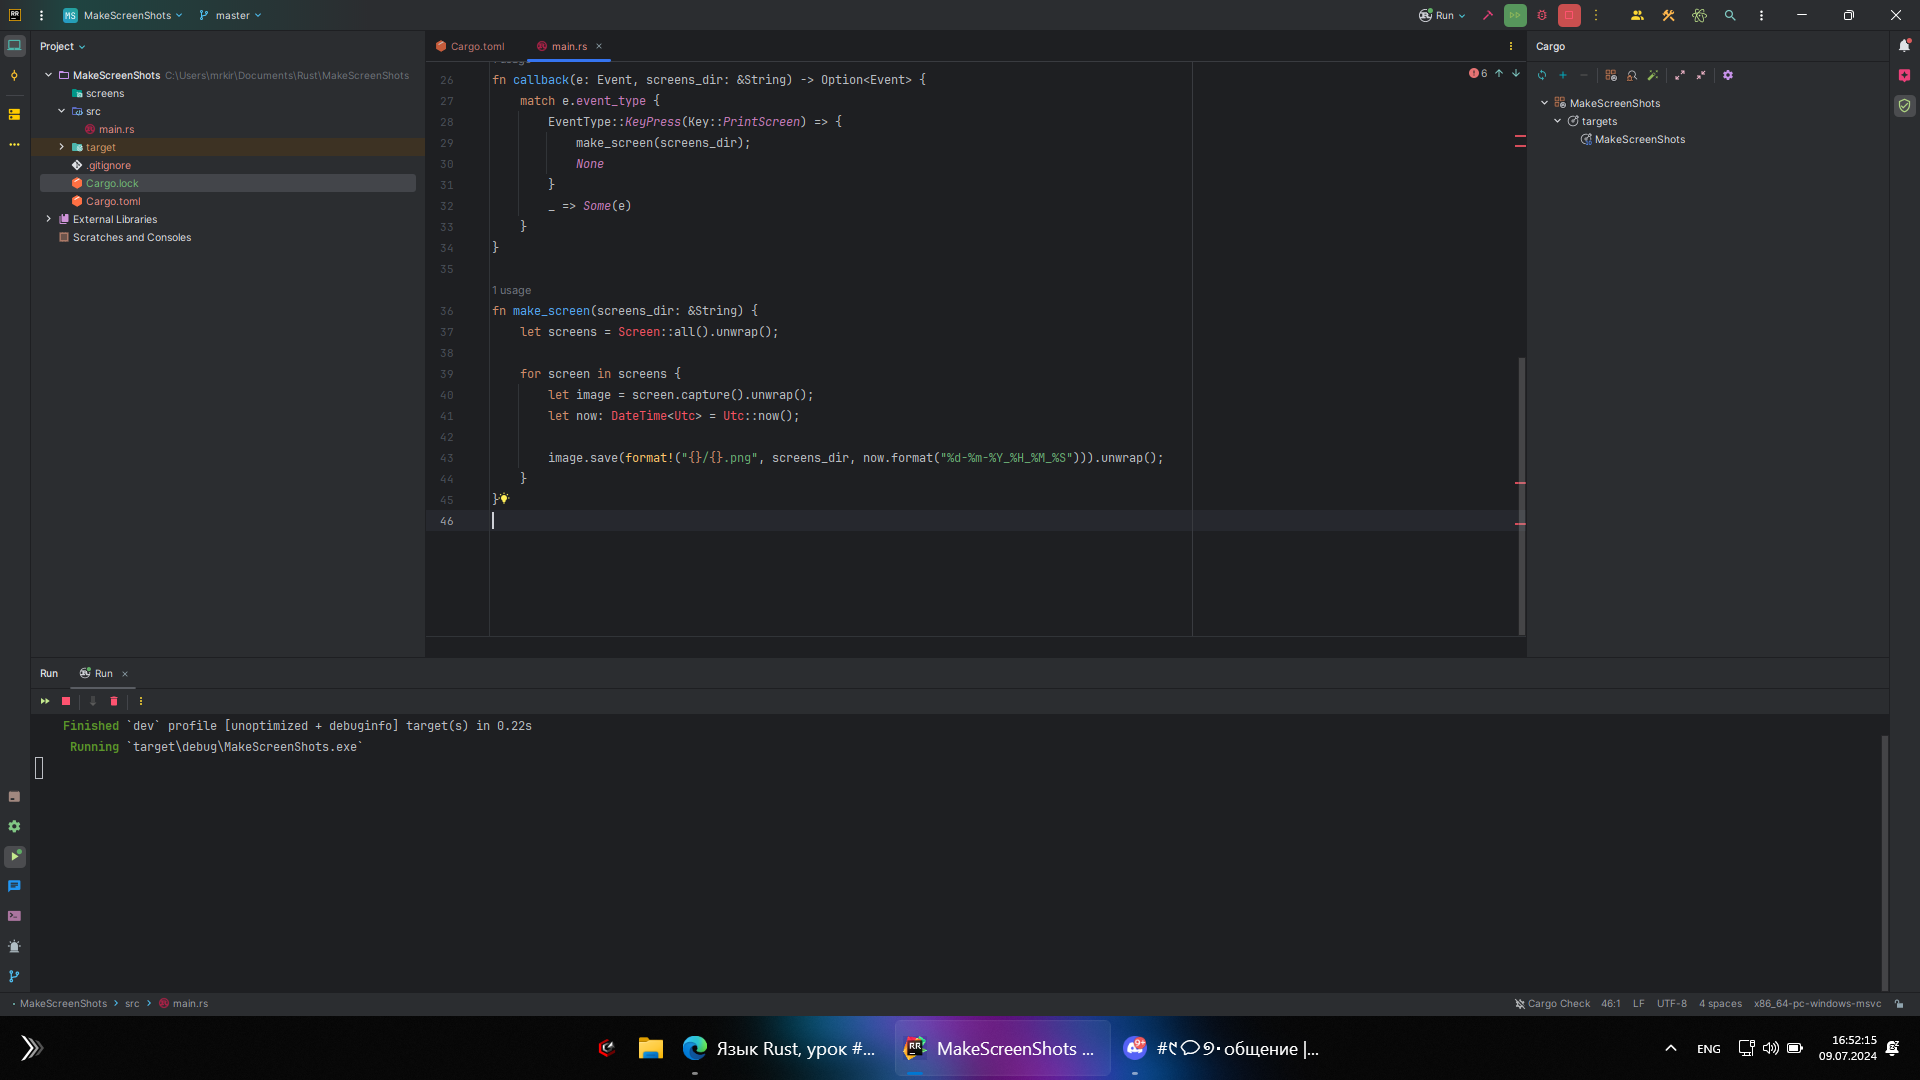 MS MakeScreenShots master Run
Project
MakeScreenShots C:\Users\mrkir\Documents\Rust\MakeScreenShots
screens
src
main.rs
target
.gitignore
Cargo.lock
Cargo.toml
External Libraries
Scratches and Consoles
Cargo.toml main.rs
6
26 fn callback(e: Event, screens_dir: &String) -> Option<Event> {
27 match e.event_type {
28 EventType::KeyPress(Key::PrintScreen) => {
29 make_screen(screens_dir);
30 None
31 }
32 _ => Some(e)
33 }
34 }
35
1 usage
36 fn make_screen(screens_dir: &String) {
37 let screens = Screen::all().unwrap();
38
39 for screen in screens {
40 let image = screen.capture().unwrap();
41 let now: DateTime<Utc> = Utc::now();
42
43 image.save(format!("{}/{}.png", screens_dir, now.format("%d-%m-%Y_%H_%M_%S"))).unwrap();
44 }
45 }
46
Cargo
MakeScreenShots
targets
MakeScreenShots
Run Run
Finished `dev` profile [unoptimized + debuginfo] target(s) in 0.22s
Running `target\debug\MakeScreenShots.exe`
MakeScreenShots > src > main.rs
Cargo Check 46:1 LF UTF-8 4 spaces x86_64-pc-windows-msvc
Язык Rust, урок #...
MakeScreenShots ...
9+
общение |...
ENG
16:52:15
09.07.2024